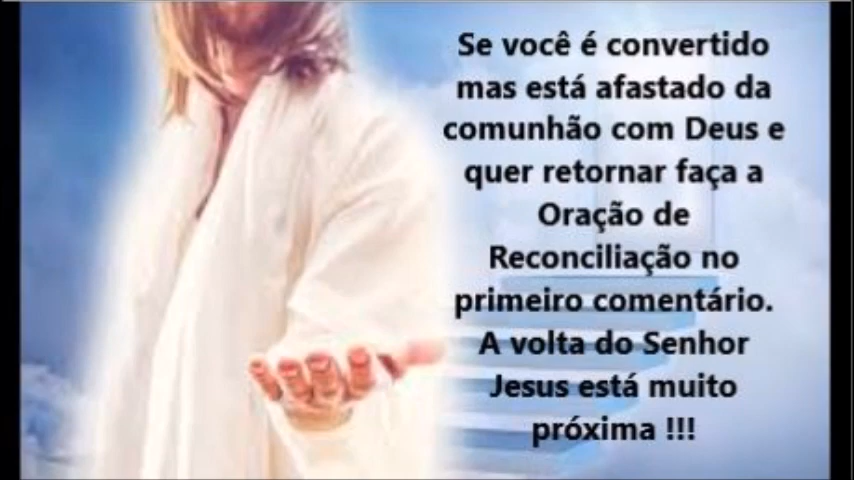 Se você é convertido
mas está afastado da
comunhão com Deus e
quer retornar faça a
Oração de
Reconciliação no
primeiro comentário.
A volta do Senhor
Jesus está muito
próxima !!!